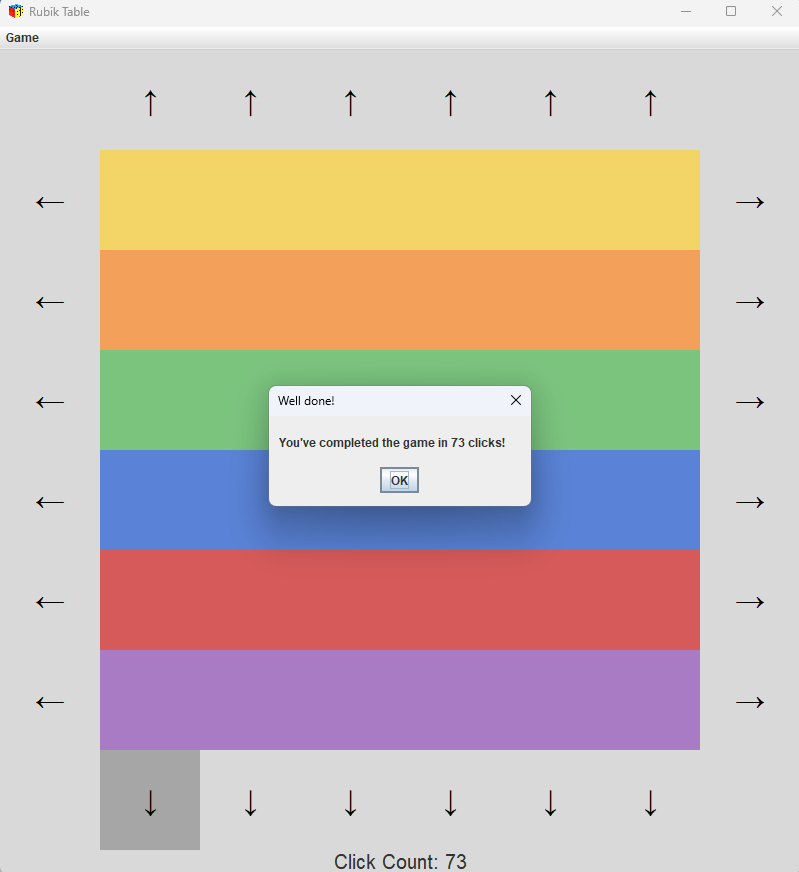 Rubik Table
Game
Well done!
You've completed the game in 73 clicks!
OK
Click Count: 73